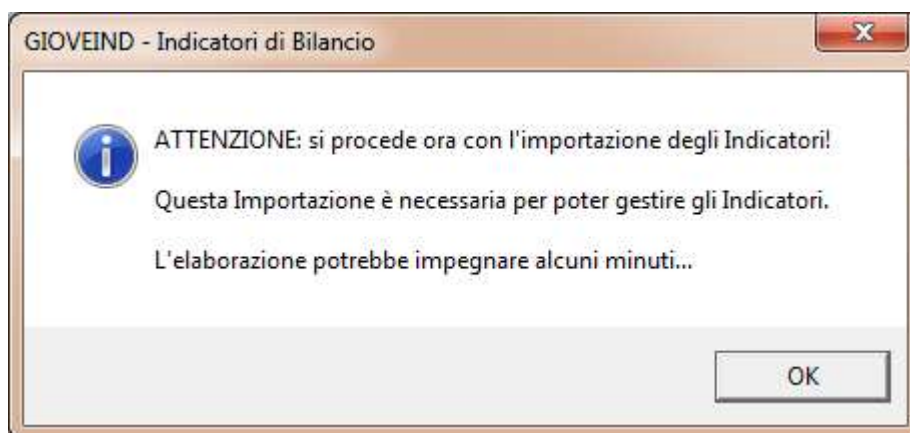 GIOVEIND - Indicatori di Bilancio
ATTENZIONE: si procede ora con l'importazione degli Indicatori!
Questa Importazione è necessaria per poter gestire gli Indicatori.
L'elaborazione potrebbe impegnare alcuni minuti...
OK